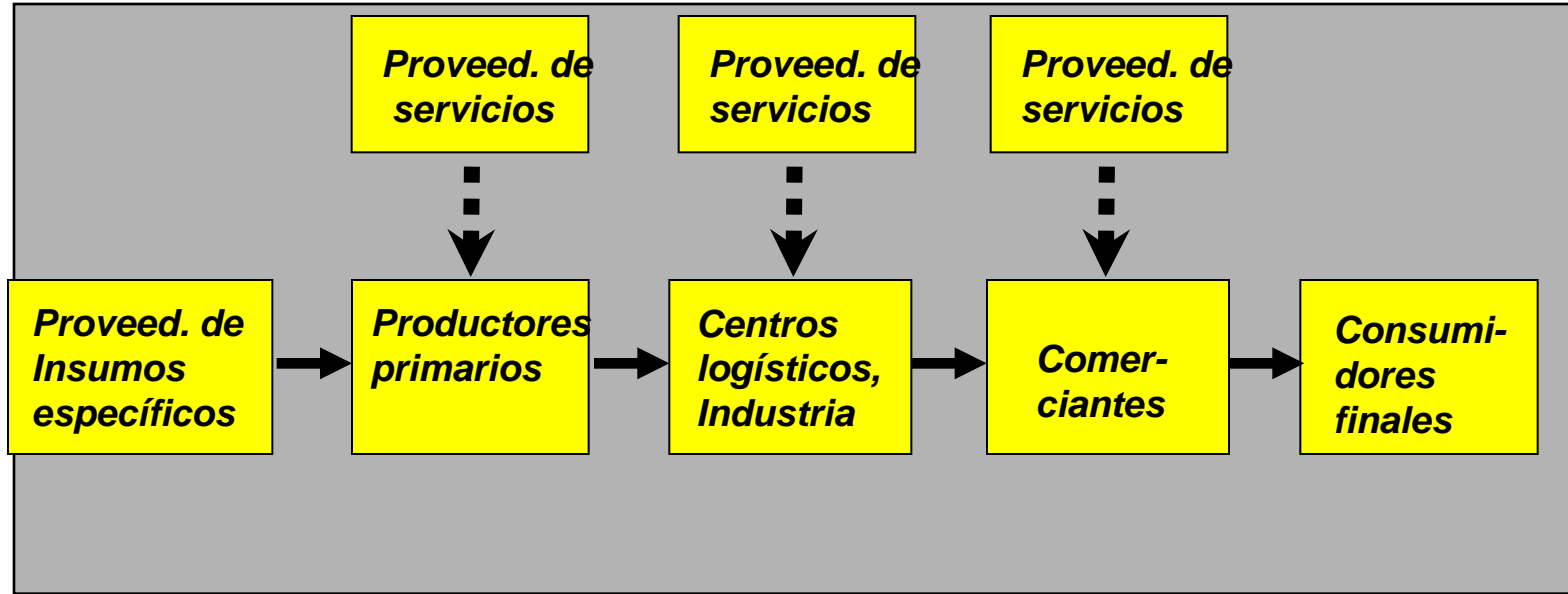 Proveed. de
servicios
Proveed. de
servicios
Proveed. de
servicios
Proveed. de
Insumos
específicos
Productores
primarios
Centros
logísticos,
Industria
Comer-
ciantes
Consumi-
dores
finales